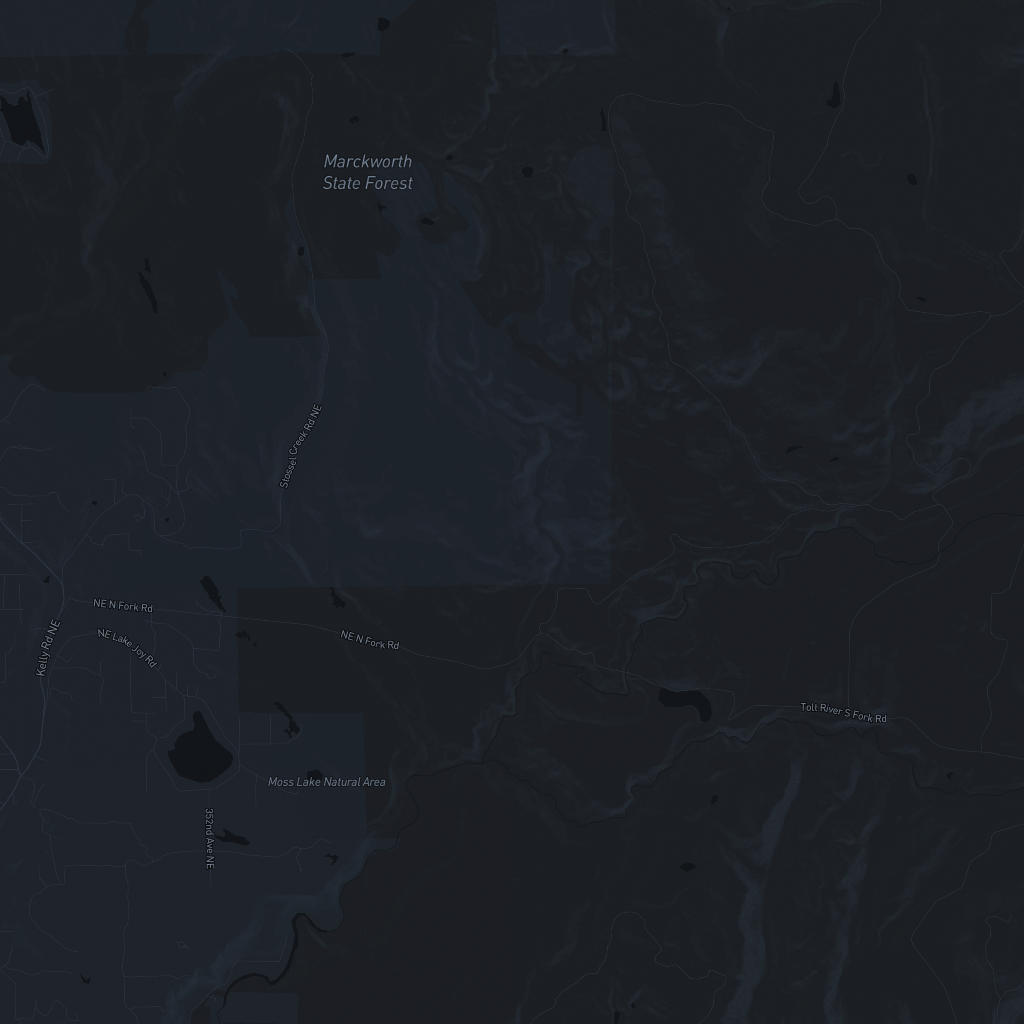 Marckworth
State Forest
Stossel Creek Rd NE
NE N Fork Rd
NE Lake Joy Rd
Kelly Rd NE
NE N Fork Rd
Tolt River S Fork Rd
Moss Lake Natural Area
352nd Ave NE